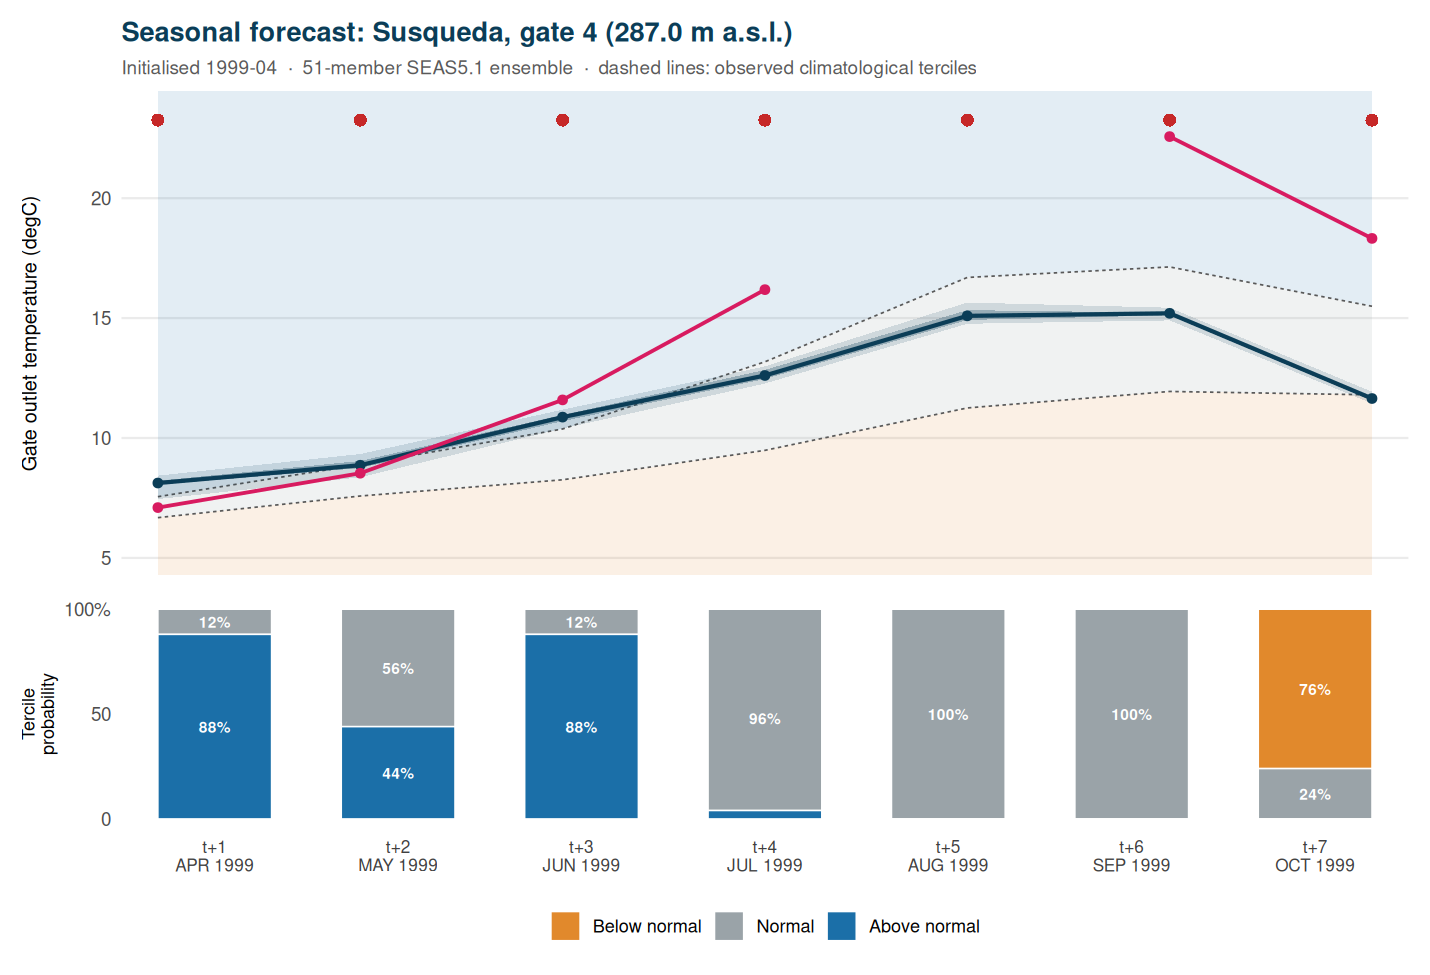 Seasonal forecast: Susqueda, gate 4 (287.0 m a.s.l.)
Initialised 1999-04 · 51-member SEAS5.1 ensemble · dashed lines: observed climatological terciles
Gate outlet temperature (degC)
20
15
10
5
Tercile
probability
100%
50
0
12%
88%
56%
44%
12%
88%
96%
100%
100%
76%
24%
t+1
APR 1999
t+2
MAY 1999
t+3
JUN 1999
t+4
JUL 1999
t+5
AUG 1999
t+6
SEP 1999
t+7
OCT 1999
Below normal
Normal
Above normal